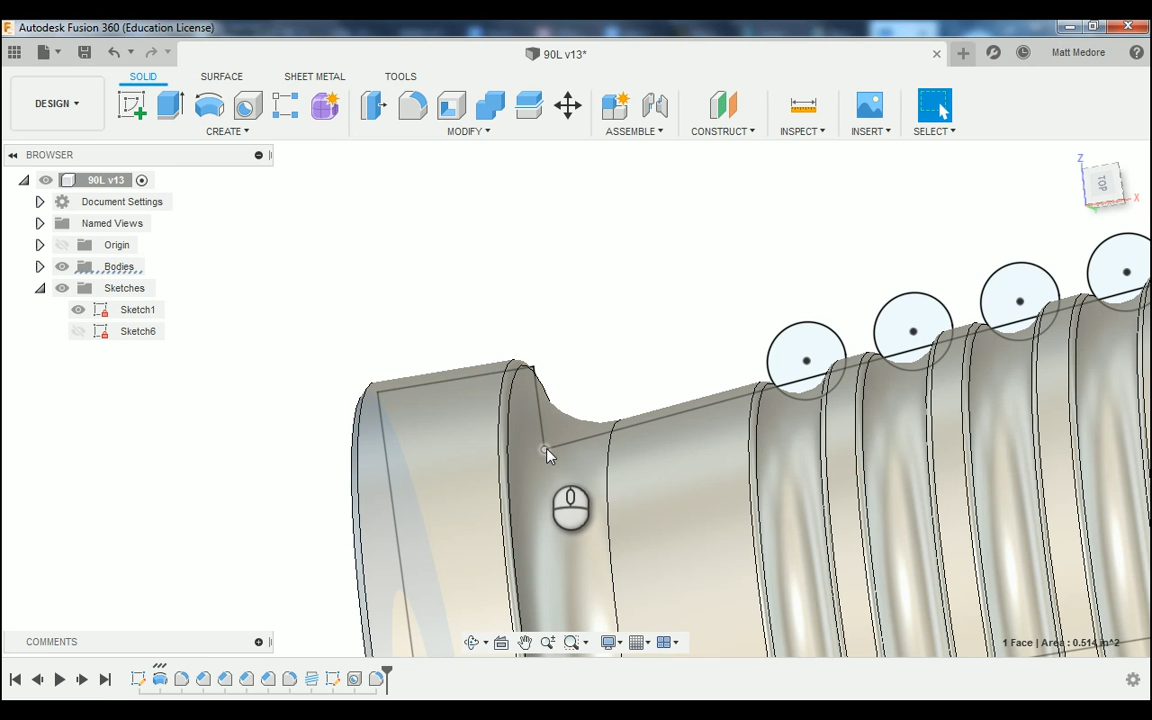 Autodesk Fusion 360 (Education License)
90L v13*
Matt Medore
DESIGN
SOLID SURFACE SHEET METAL TOOLS
CREATE MODIFY ASSEMBLE CONSTRUCT INSPECT INSERT SELECT
BROWSER
90L v13
Document Settings
Named Views
Origin
Bodies
Sketches
Sketch1
Sketch6
Z
TOP
X
COMMENTS
1 Face | Area : 0.514 in^2